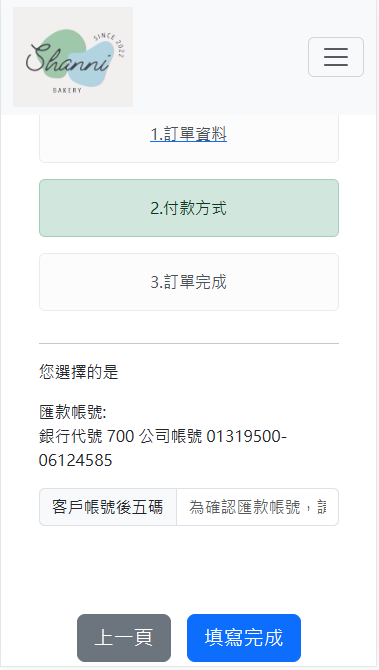 SINCE 2022
Shanni
BAKERY
1.訂單資料
2.付款方式
3.訂單完成
您選擇的是
匯款帳號:
銀行代號 700 公司帳號 01319500-
06124585
客戶帳號後五碼 為確認匯款帳號，請
上一頁 填寫完成